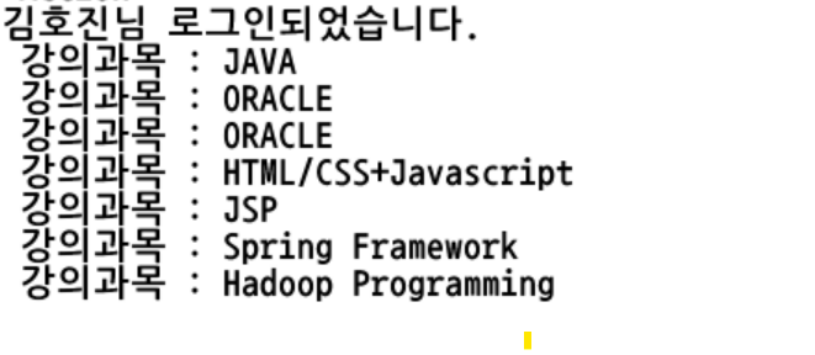 김호진님 로그인되었습니다.
강의과목 : JAVA
강의과목 : ORACLE
강의과목 : ORACLE
강의과목 : HTML/CSS+Javascript
강의과목 : JSP
강의과목 : Spring Framework
강의과목 : Hadoop Programming